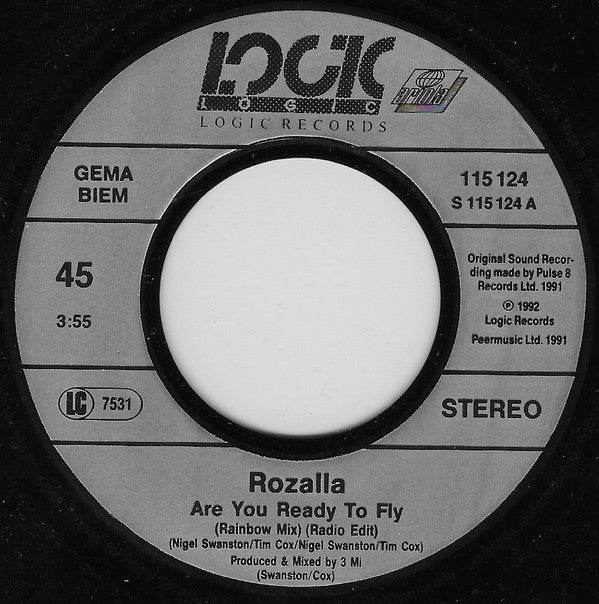 LOGIC
LOGIC
LOGIC RECORDS
ariola
GEMA
BIEM
115 124
S 115 124 A
45
3:55
Original Sound Recor-
ding made by Pulse 8
Records Ltd. 1991
℗ 1992
Logic Records
Peermusic Ltd. 1991
LC 7531
STEREO
Rozalla
Are You Ready To Fly
(Rainbow Mix) (Radio Edit)
(Nigel Swanston/Tim Cox/Nigel Swanston/Tim Cox)
Produced & Mixed by 3 Mi
(Swanston/Cox)